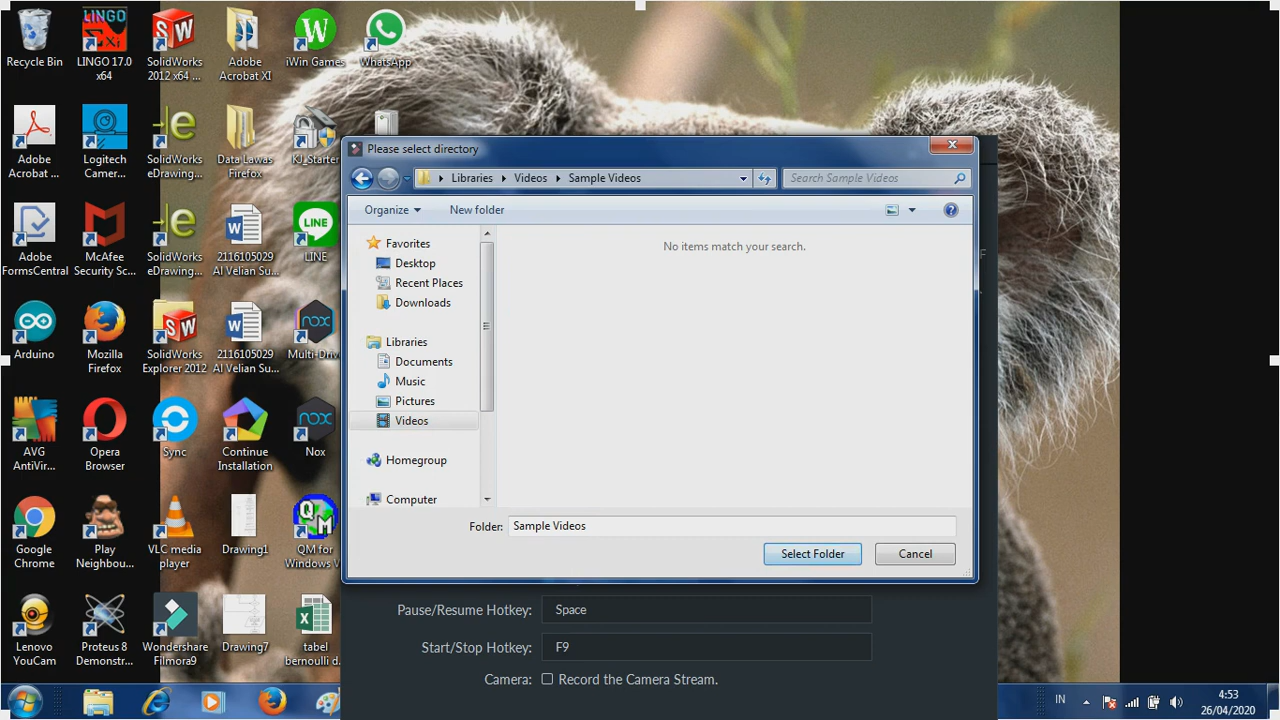 Recycle Bin
LINGO 17.0
x64
SolidWorks
2012 x64 ...
Adobe
Acrobat XI
iWin Games
WhatsApp
Adobe
Acrobat ...
Logitech
Camer...
SolidWorks
eDrawing...
Data Lawas
Firefox
KJ_Starter
Adobe
FormsCentral
McAfee
Security Sc...
SolidWorks
eDrawing...
2116105029
Al Velian Su...
LINE
LINE
Arduino
Mozilla
Firefox
SolidWorks
Explorer 2012
2116105029
Al Velian Su...
nox
Multi-Driv
AVG
AntiVir...
Opera
Browser
Sync
Continue
Installation
nox
Nox
Google
Chrome
Play
Neighbou...
VLC media
player
Drawing1
QM for
Windows V
Lenovo
YouCam
Proteus 8
Demonstr...
Wondershare
Filmora9
Drawing7
tabel
bernoulli d.
Please select directory
Libraries
Videos
Sample Videos
Search Sample Videos
Organize
New folder
Favorites
Desktop
Recent Places
Downloads
Libraries
Documents
Music
Pictures
Videos
Homegroup
Computer
No items match your search.
Folder: Sample Videos
Select Folder
Cancel
Pause/Resume Hotkey: Space
Start/Stop Hotkey: F9
Camera: Record the Camera Stream.
IN
4:53
26/04/2020